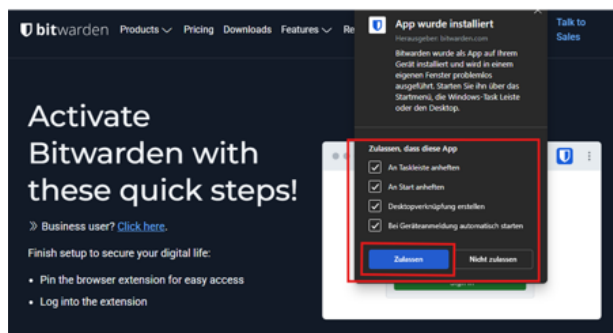 bitwarden Products Pricing Downloads Features Re
Talk to
Sales
Activate
Bitwarden with
these quick steps!
» Business user? Click here.
Finish setup to secure your digital life:
• Pin the browser extension for easy access
• Log into the extension
App wurde installiert
Herausgeber: bitwarden.com
Bitwarden wurde als App auf Ihrem
Gerät installiert und wird in einem
eigenen Fenster problemlos
ausgeführt. Starten Sie ihn über das
Startmenü, die Windows-Task Leiste
oder den Desktop.
Zulassen, dass diese App
An Taskleiste anheften
An Start anheften
Desktopverknüpfung erstellen
Bei Geräteanmeldung automatisch starten
Zulassen
Nicht zulassen